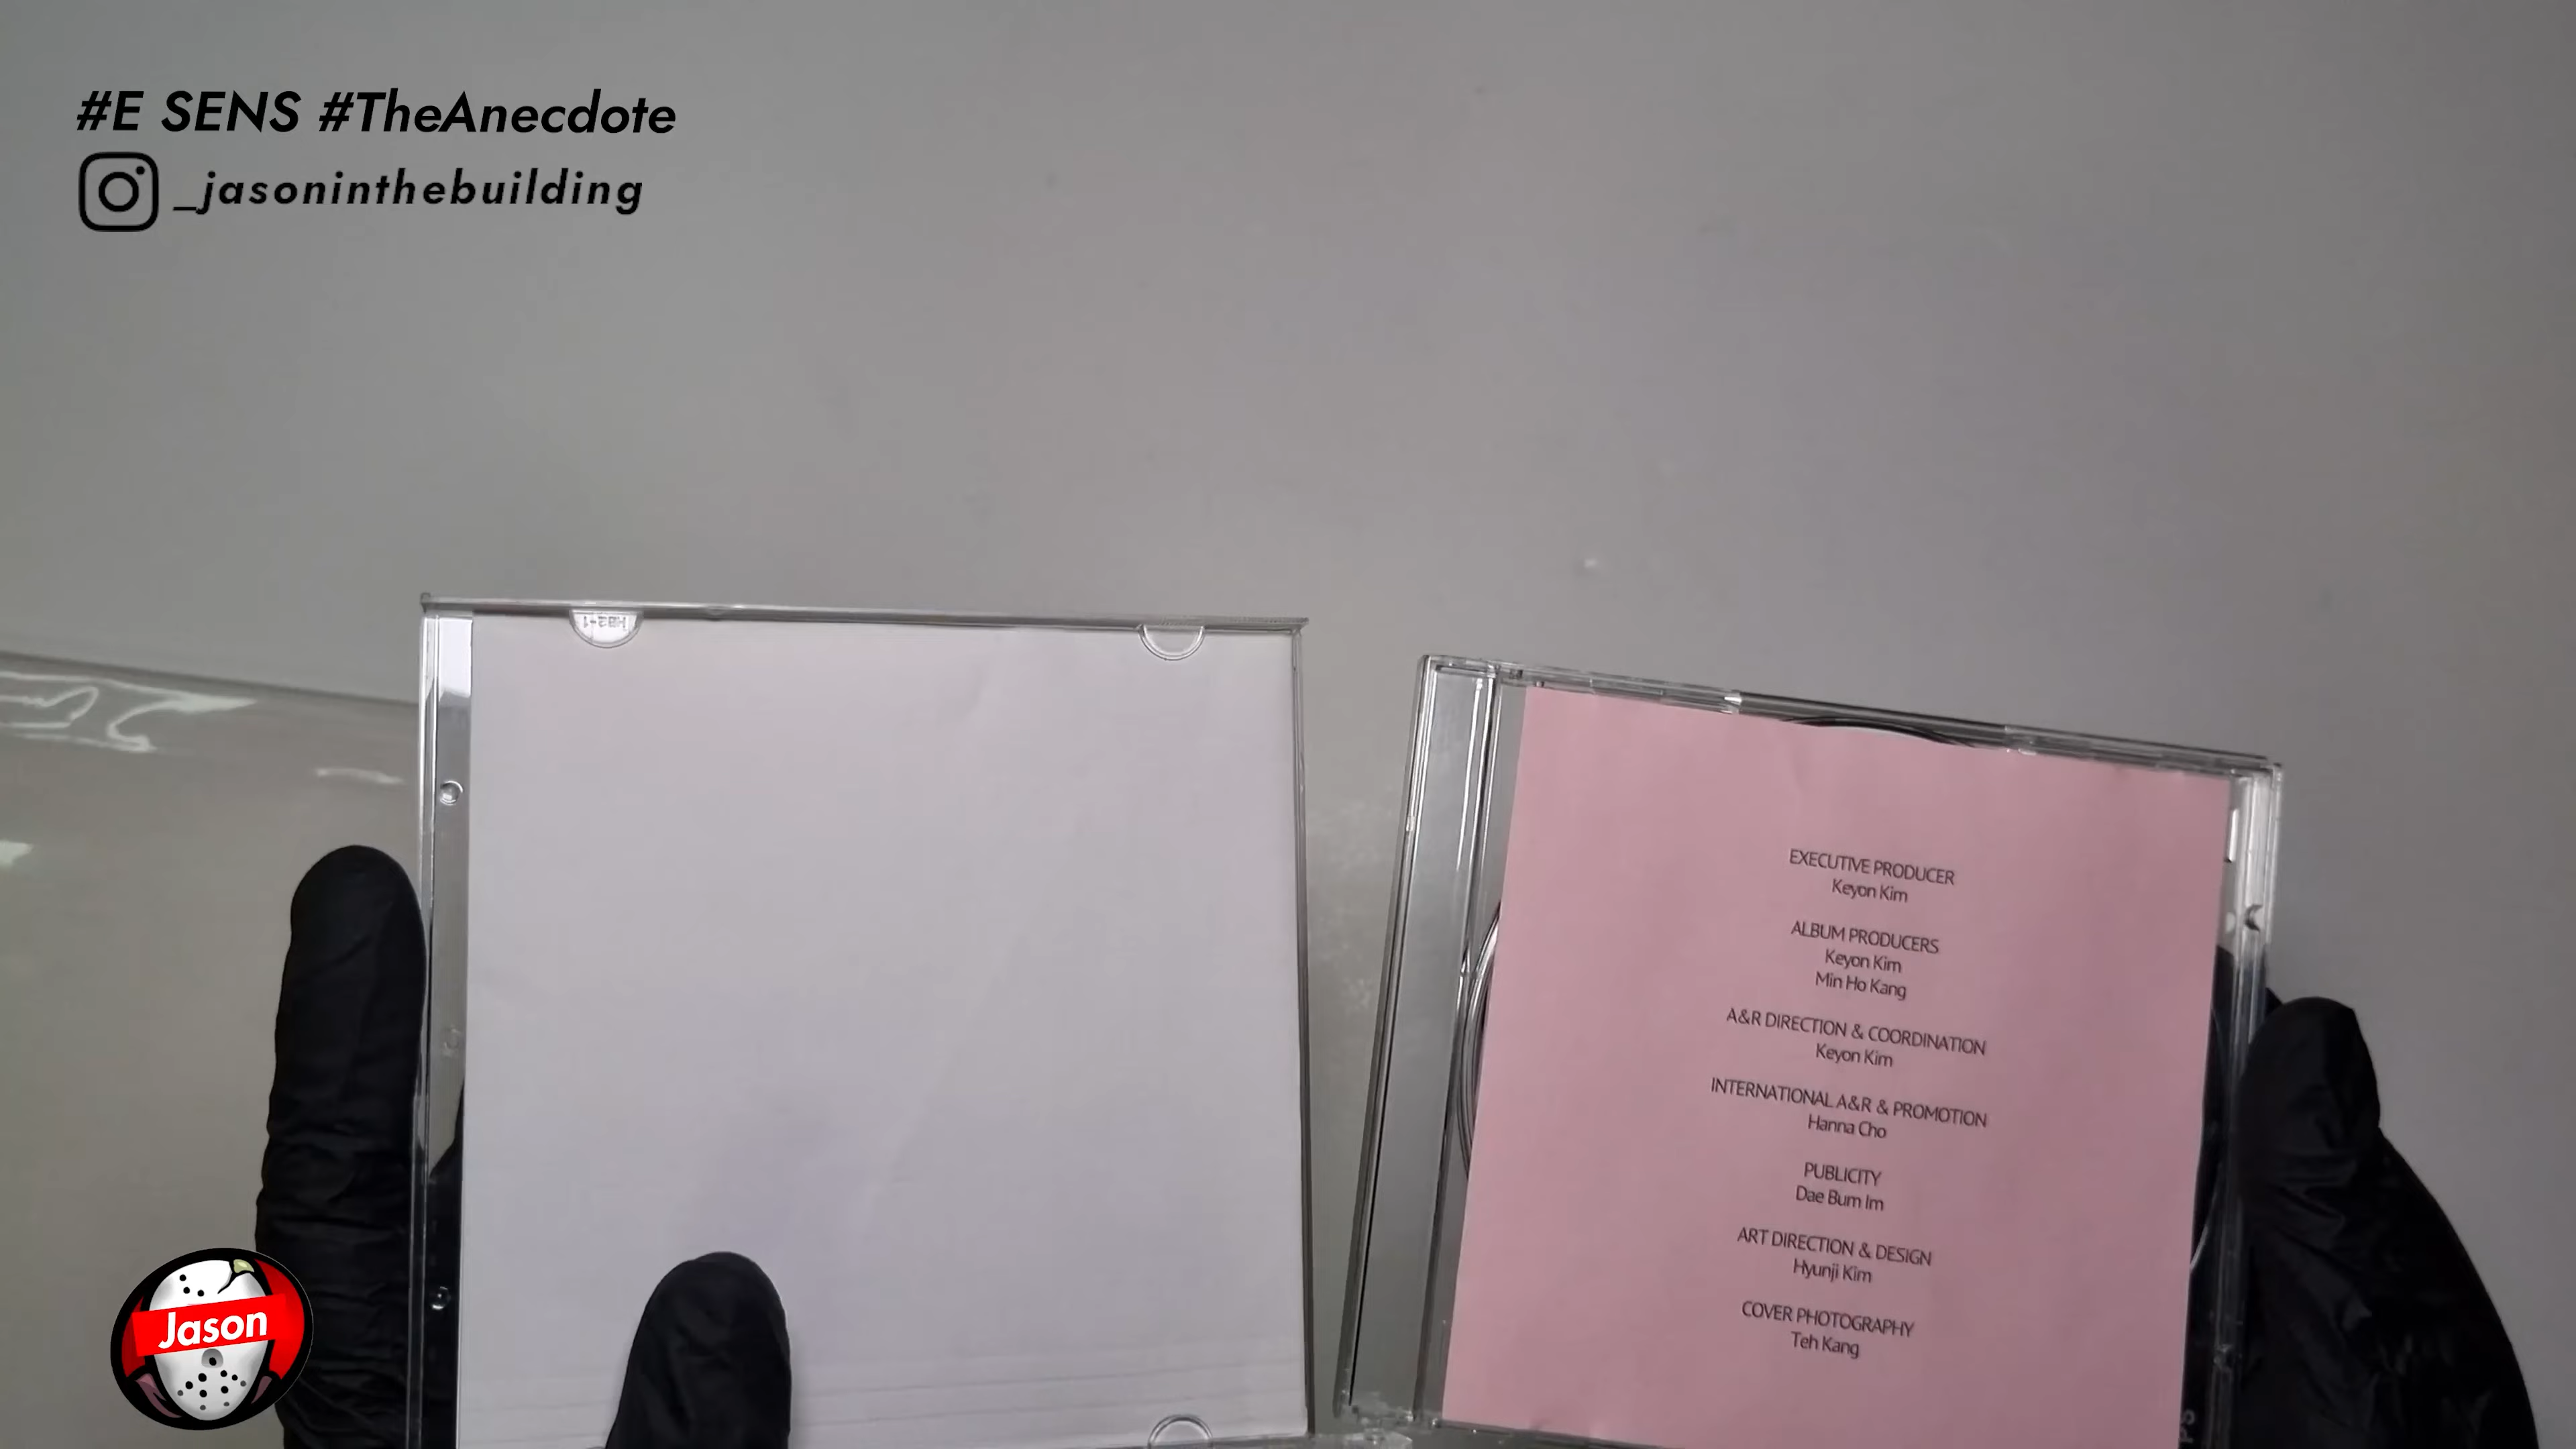 #E SENS #TheAnecdote
_jasoninthebuilding
EXECUTIVE PRODUCER
Keyon Kim
ALBUM PRODUCERS
Keyon Kim
Min Ho Kang
A&R DIRECTION & COORDINATION
Keyon Kim
INTERNATIONAL A&R & PROMOTION
Hanna Cho
PUBLICITY
Dae Bum Im
ART DIRECTION & DESIGN
Hyunji Kim
COVER PHOTOGRAPHY
Teh Kang
Jason